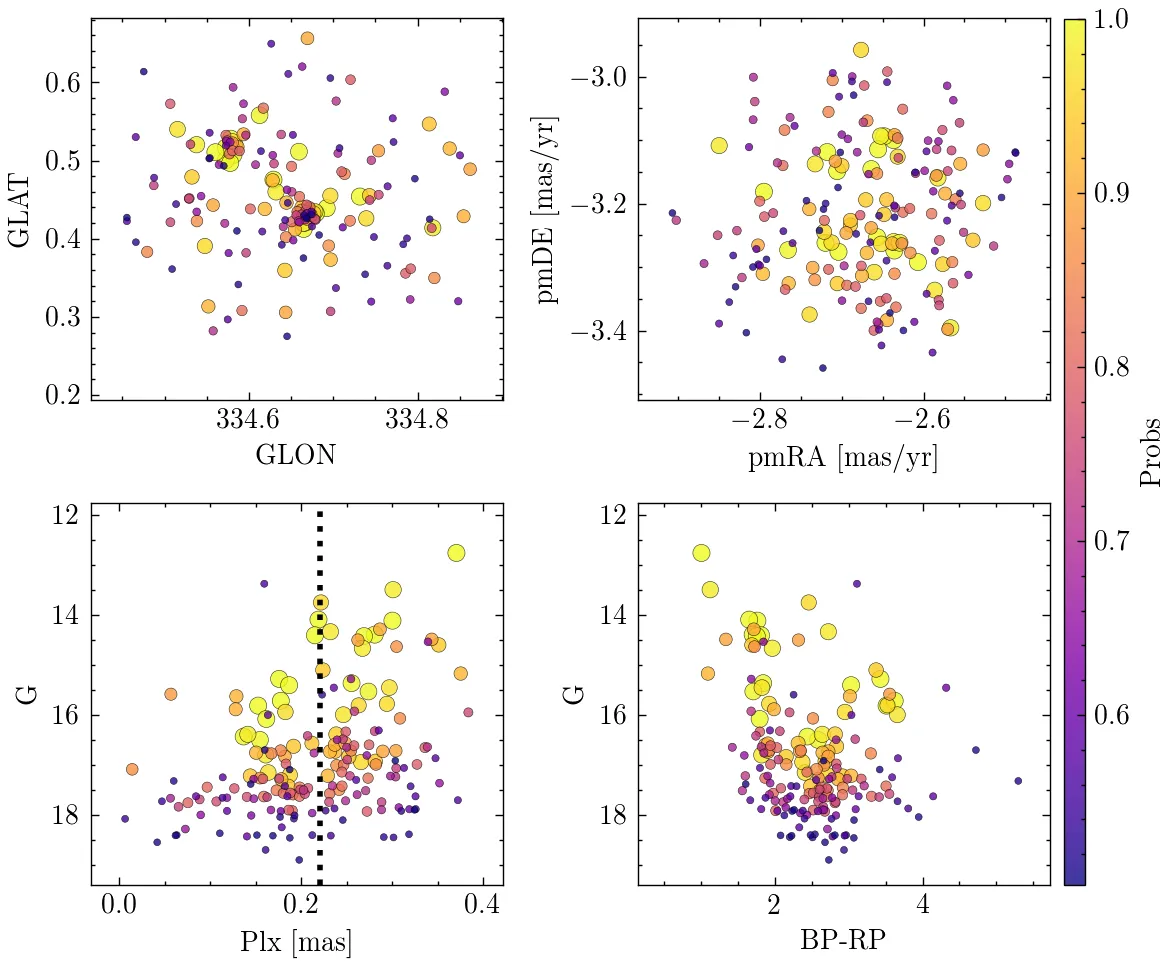 0.6
0.5
0.4
0.3
0.2
GLAT
334.6 334.8
GLON
−3.0
−3.2
−3.4
pmDE [mas/yr]
−2.8 −2.6
pmRA [mas/yr]
1.0
0.9
0.8
0.7
0.6
Probs
12
14
16
18
G
0.0 0.2 0.4
Plx [mas]
12
14
16
18
G
2 4
BP-RP